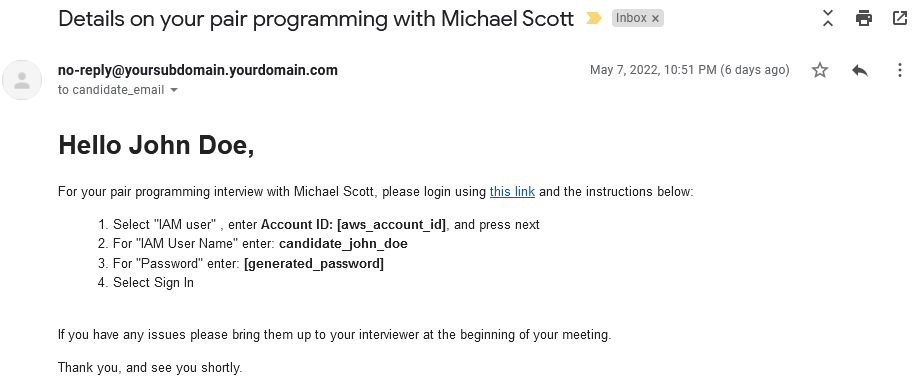 Details on your pair programming with Michael Scott Inbox ×
no-reply@yoursubdomain.yourdomain.com May 7, 2022, 10:51 PM (6 days ago)
to candidate_email
Hello John Doe,
For your pair programming interview with Michael Scott, please login using this link and the instructions below:
1. Select "IAM user" , enter Account ID: [aws_account_id], and press next
2. For "IAM User Name" enter: candidate_john_doe
3. For "Password" enter: [generated_password]
4. Select Sign In
If you have any issues please bring them up to your interviewer at the beginning of your meeting.
Thank you, and see you shortly.